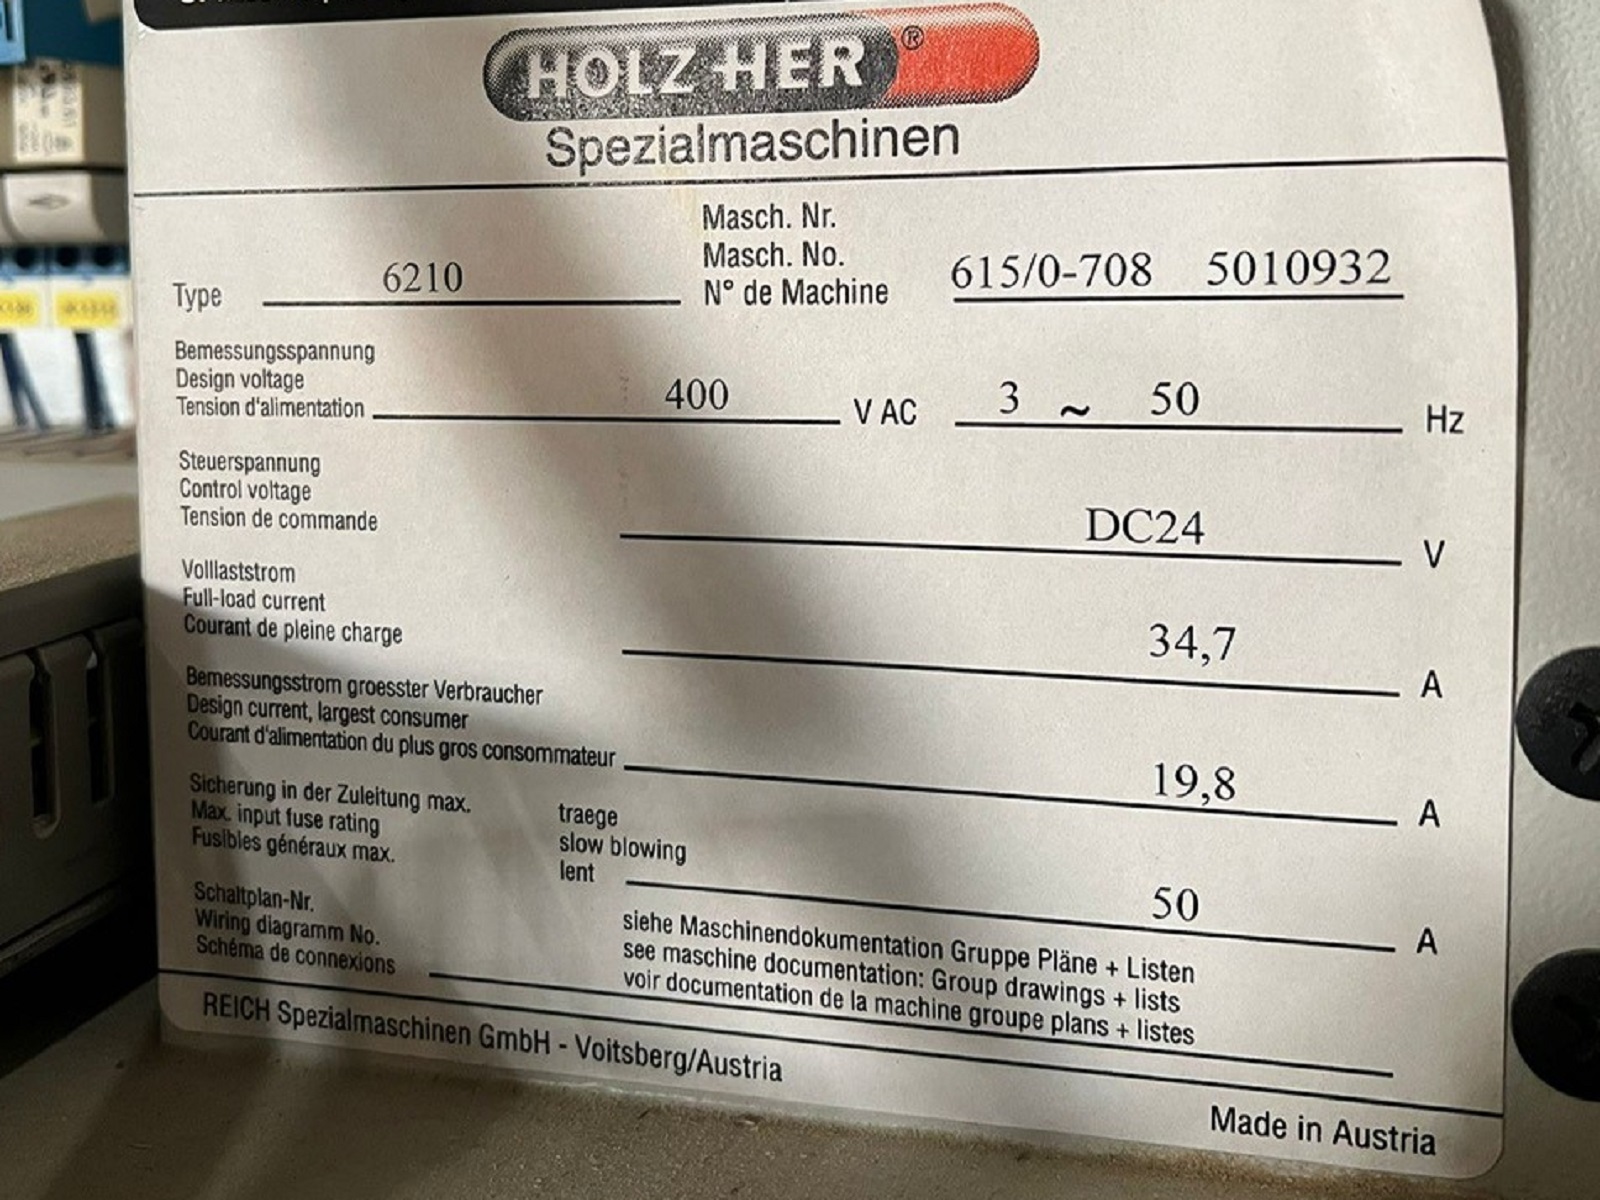 HOLZ-HER®
Spezialmaschinen
Masch. Nr.
Masch. No.
Type 6210 N° de Machine 615/0-708 5010932
Bemessungsspannung
Design voltage
Tension d'alimentation 400 V AC 3 ~ 50 Hz
Steuerspannung
Control voltage
Tension de commande DC24 V
Volllaststrom
Full-load current
Courant de pleine charge 34,7 A
Bemessungsstrom groesster Verbraucher
Design current, largest consumer
Courant d'alimentation du plus gros consommateur 19,8 A
Sicherung in der Zuleitung max. traege
Max. input fuse rating slow blowing
Fusibles généraux max. lent 50 A
Schaltplan-Nr. siehe Maschinendokumentation Gruppe Pläne + Listen
Wiring diagramm No. see maschine documentation: Group drawings + lists
Schéma de connexions voir documentation de la machine groupe plans + listes
REICH Spezialmaschinen GmbH - Voitsberg/Austria
Made in Austria